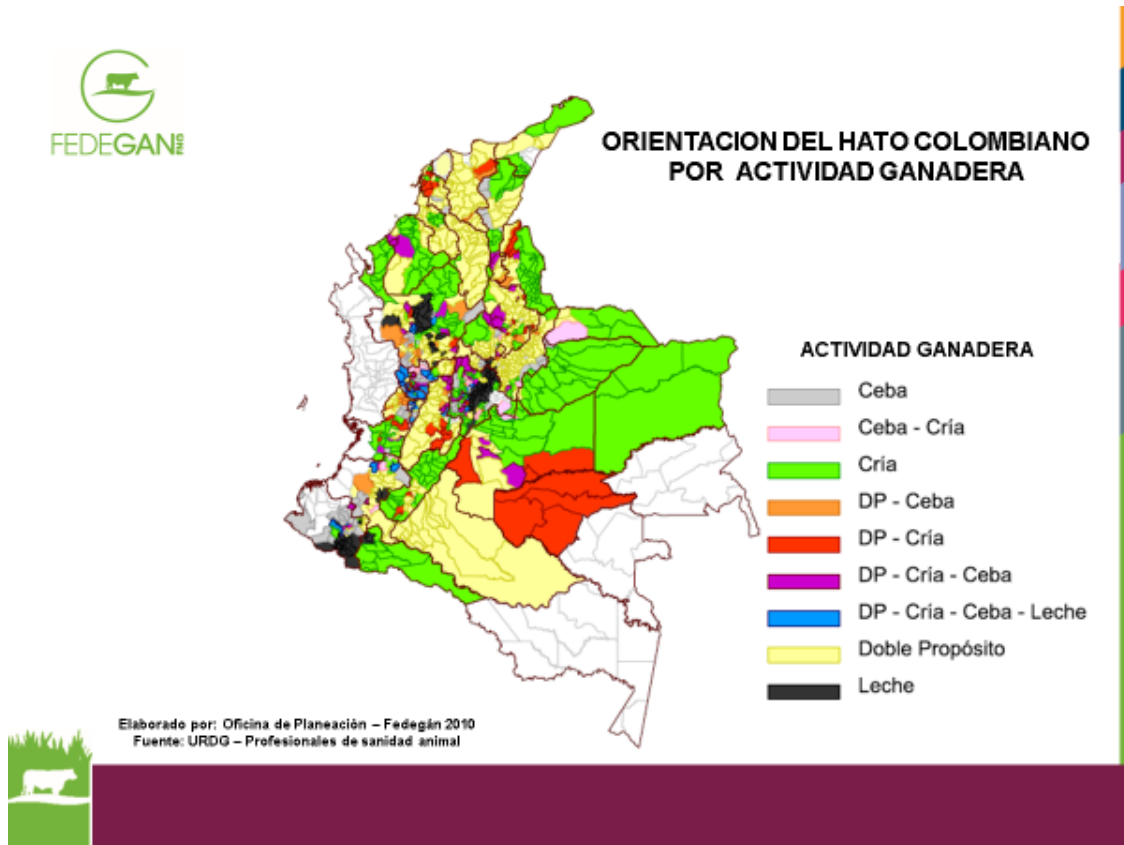 FEDEGAN
FNG
ORIENTACION DEL HATO COLOMBIANO
POR ACTIVIDAD GANADERA
ACTIVIDAD GANADERA
Ceba
Ceba - Cría
Cría
DP - Ceba
DP - Cría
DP - Cría - Ceba
DP - Cría - Ceba - Leche
Doble Propósito
Leche
Elaborado por: Oficina de Planeación – Fedegán 2010
Fuente: URDG – Profesionales de sanidad animal